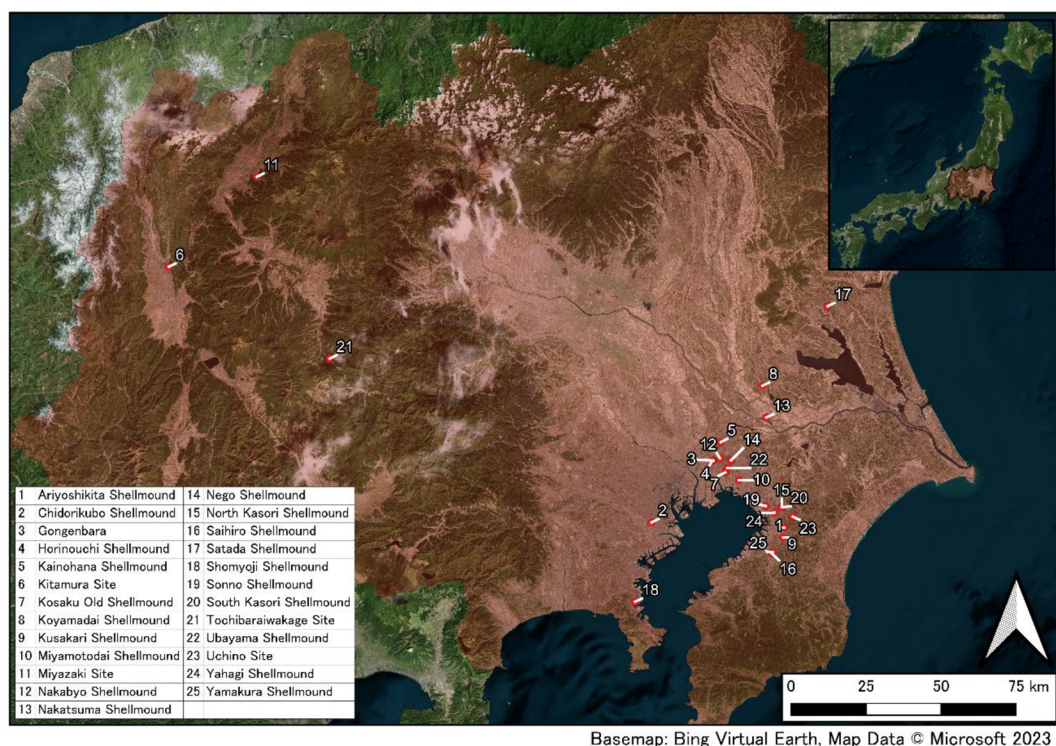 11
6
17
21
8
13
5
12
14
3
22
4
7
10
15
20
19
2
24
23
1
9
25
16
18
1 Ariyoshikita Shellmound 14 Nego Shellmound
2 Chidorikubo Shellmound 15 North Kasori Shellmound
3 Gongenbara 16 Saihiro Shellmound
4 Horinouchi Shellmound 17 Satada Shellmound
5 Kainohana Shellmound 18 Shomyoji Shellmound
6 Kitamura Site 19 Sonno Shellmound
7 Kosaku Old Shellmound 20 South Kasori Shellmound
8 Koyamadai Shellmound 21 Tochibaraiwakage Site
9 Kusakari Shellmound 22 Ubayama Shellmound
10 Miyamotodai Shellmound 23 Uchino Site
11 Miyazaki Site 24 Yahagi Shellmound
12 Nakabyo Shellmound 25 Yamakura Shellmound
13 Nakatsuma Shellmound
0 25 50 75 km
Basemap: Bing Virtual Earth, Map Data © Microsoft 2023